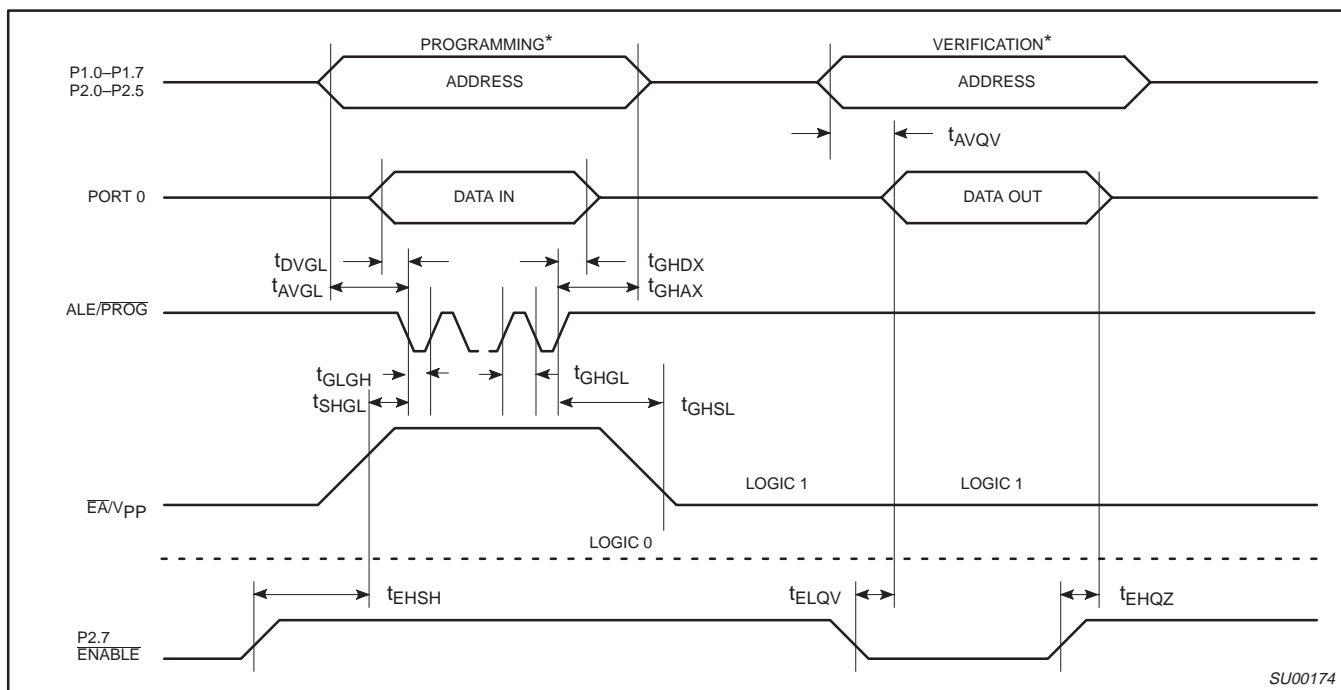 PROGRAMMING* VERIFICATION*
P1.0–P1.7
P2.0–P2.5
ADDRESS ADDRESS
tAVQV
PORT 0 DATA IN DATA OUT
tDVGL tGHDX
tAVGL tGHAX
ALE/PROG
tGLGH tGHGL
tSHGL tGHSL
LOGIC 1 LOGIC 1
EA/VPP
LOGIC 0
tEHSH tELQV tEHQZ
P2.7
ENABLE
SU00174